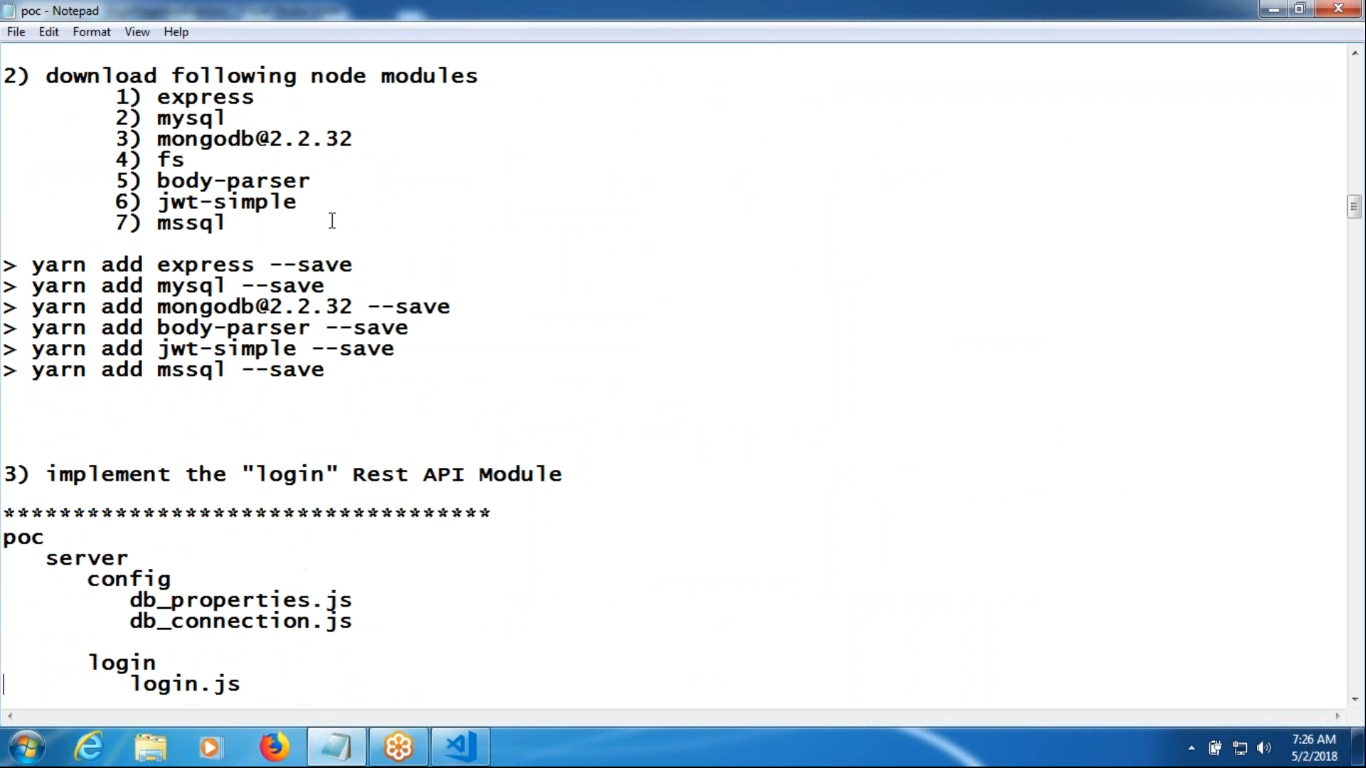 poc - Notepad
File Edit Format View Help
2) download following node modules
1) express
2) mysql
3) mongodb@2.2.32
4) fs
5) body-parser
6) jwt-simple
7) mssql
> yarn add express --save
> yarn add mysql --save
> yarn add mongodb@2.2.32 --save
> yarn add body-parser --save
> yarn add jwt-simple --save
> yarn add mssql --save
3) implement the "login" Rest API Module
***********************************
poc
server
config
db_properties.js
db_connection.js
login
login.js
7:26 AM
5/2/2018